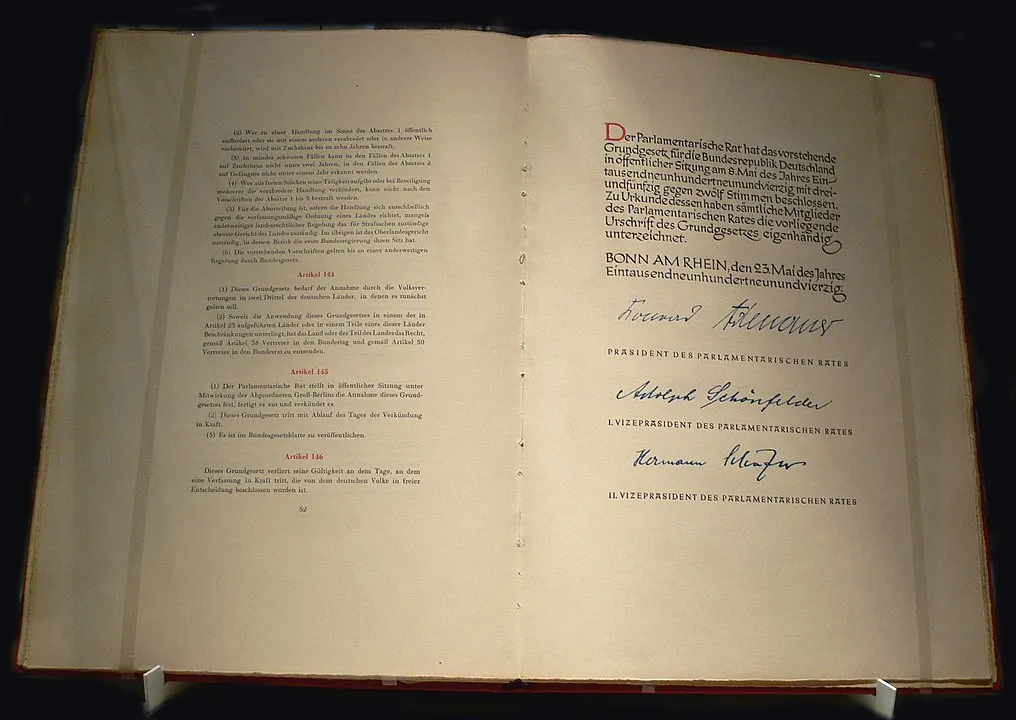 (2) Wer zu einer Handlung im Sinne des Absatzes 1 öffentlich
auffordert oder sie mit einem anderen verabredet oder in anderer Weise
vorbereitet, wird mit Zuchthaus bis zu zehn Jahren bestraft.
(3) In minder schweren Fällen kann in den Fällen des Absatzes 1
auf Zuchthaus nicht unter zwei Jahren, in den Fällen des Absatzes 2
auf Gefängnis nicht unter einem Jahr erkannt werden.
(4) Wer aus freien Stücken seine Tätigkeit aufgibt oder bei Beteiligung
mehrerer die verabredete Handlung verhindert, kann nicht nach den
Vorschriften der Absätze 1 bis 3 bestraft werden.
(5) Für die Aburteilung ist, sofern die Handlung sich ausschließlich
gegen die verfassungsmäßige Ordnung eines Landes richtet, mangels
anderweitiger landesrechtlicher Regelung das für Strafsachen zuständige
oberste Gericht des Landes zuständig. Im übrigen ist das Oberlandesgericht
zuständig, in dessen Bezirk die erste Bundesregierung ihren Sitz hat.
(6) Die vorstehenden Vorschriften gelten bis zu einer anderweitigen
Regelung durch Bundesgesetz.
Artikel 144
(1) Dieses Grundgesetz bedarf der Annahme durch die Volksver-
tretungen in zwei Drittel der deutschen Länder, in denen es zunächst
gelten soll.
(2) Soweit die Anwendung dieses Grundgesetzes in einem der in
Artikel 23 aufgeführten Länder oder in einem Teile eines dieser Länder
Beschränkungen unterliegt, hat das Land oder der Teil des Landes das Recht,
gemäß Artikel 38 Vertreter in den Bundestag und gemäß Artikel 50
Vertreter in den Bundesrat zu entsenden.
Artikel 145
(1) Der Parlamentarische Rat stellt in öffentlicher Sitzung unter
Mitwirkung der Abgeordneten Groß-Berlins die Annahme dieses Grund-
gesetzes fest, fertigt es aus und verkündet es.
(2) Dieses Grundgesetz tritt mit Ablauf des Tages der Verkündung
in Kraft.
(3) Es ist im Bundesgesetzblatte zu veröffentlichen.
Artikel 146
Dieses Grundgesetz verliert seine Gültigkeit an dem Tage, an dem
eine Verfassung in Kraft tritt, die von dem deutschen Volke in freier
Entscheidung beschlossen worden ist.
52
Der Parlamentarische Rat hat das vorstehende
Grundgesetz für die Bundesrepublik Deutschland
in öffentlicher Sitzung am 8. Mai des Jahres Ein-
tausendneunhundertneunundvierzig mit drei-
undfünfzig gegen zwölf Stimmen beschlossen.
Zu Urkunde dessen haben sämtliche Mitglieder
des Parlamentarischen Rates die vorliegende
Urschrift des Grundgesetzes eigenhändig
unterzeichnet.
BONN AM RHEIN, den 23. Mai des Jahres
Eintausendneunhundertneunundvierzig.
Konrad Adenauer
PRÄSIDENT DES PARLAMENTARISCHEN RATES
Adolph Schönfelder
I. VIZEPRÄSIDENT DES PARLAMENTARISCHEN RATES
Hermann Schäfer
II. VIZEPRÄSIDENT DES PARLAMENTARISCHEN RATES